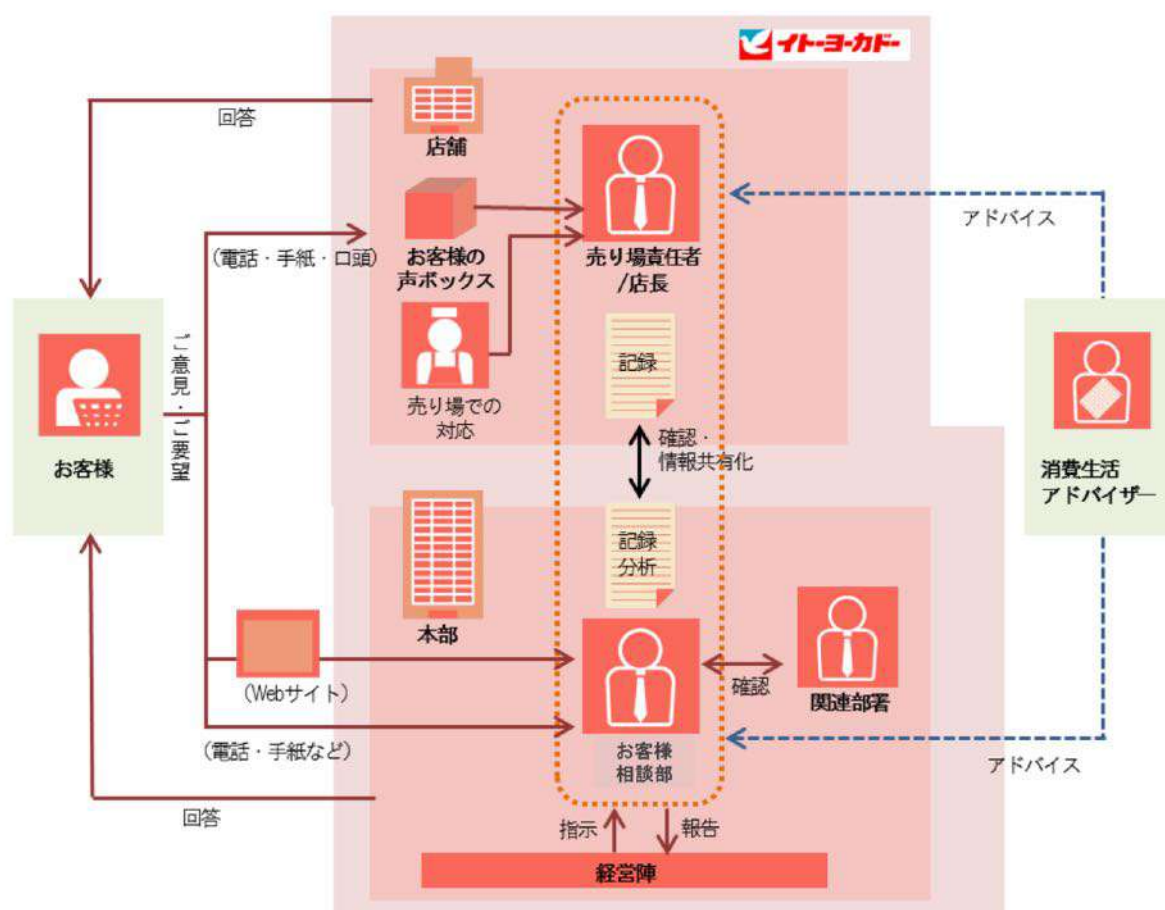 イトーヨーカドー
回答
店舗
(電話・手紙・口頭)
お客様の
声ボックス
売り場責任者
/店長
アドバイス
ご意見・ご要望
お客様
売り場での
対応
記録
確認・
情報共有化
消費生活
アドバイザー
本部
記録
分析
(Webサイト)
確認
関連部署
(電話・手紙など)
お客様
相談部
アドバイス
回答
指示
報告
経営陣